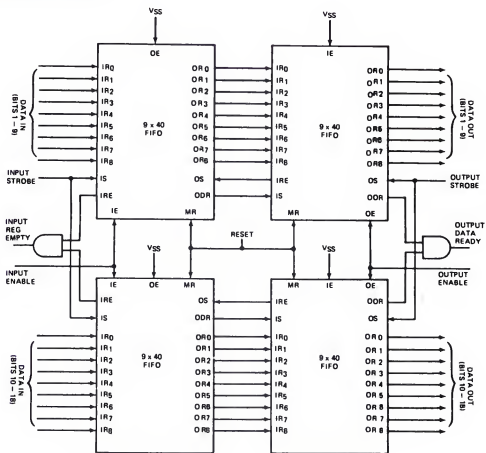 VSS
OE
DATA IN
(BITS 1 - 9)
IR0
IR1
IR2
IR3
IR4
IR5
IR6
IR7
IR8
9 x 40
FIFO
OR0
OR1
OR2
OR3
OR4
OR5
OR6
OR7
OR8
INPUT
STROBE
IS
IRE
OS
ODR
IE
MR
VSS
IE
IR0
IR1
IR2
IR3
IR4
IR5
IR6
IR7
IR8
9 x 40
FIFO
OR0
OR1
OR2
OR3
OR4
OR5
OR6
OR7
OR8
DATA OUT
(BITS 1 - 9)
IRE
IS
OS
ODR
MR
OE
OUTPUT
STROBE
INPUT
REG
EMPTY
RESET
OUTPUT
DATA
READY
INPUT
ENABLE
OUTPUT
ENABLE
IE
VSS
OE
MR
IRE
IS
OS
ODR
DATA IN
(BITS 10 - 18)
IR0
IR1
IR2
IR3
IR4
IR5
IR6
IR7
IR8
9 x 40
FIFO
OR0
OR1
OR2
OR3
OR4
OR5
OR6
OR7
OR8
MR
VSS
IE
OE
IRE
IS
ODR
OS
IR0
IR1
IR2
IR3
IR4
IR5
IR6
IR7
IR8
9 x 40
FIFO
OR0
OR1
OR2
OR3
OR4
OR5
OR6
OR7
OR8
DATA OUT
(BITS 10 - 18)